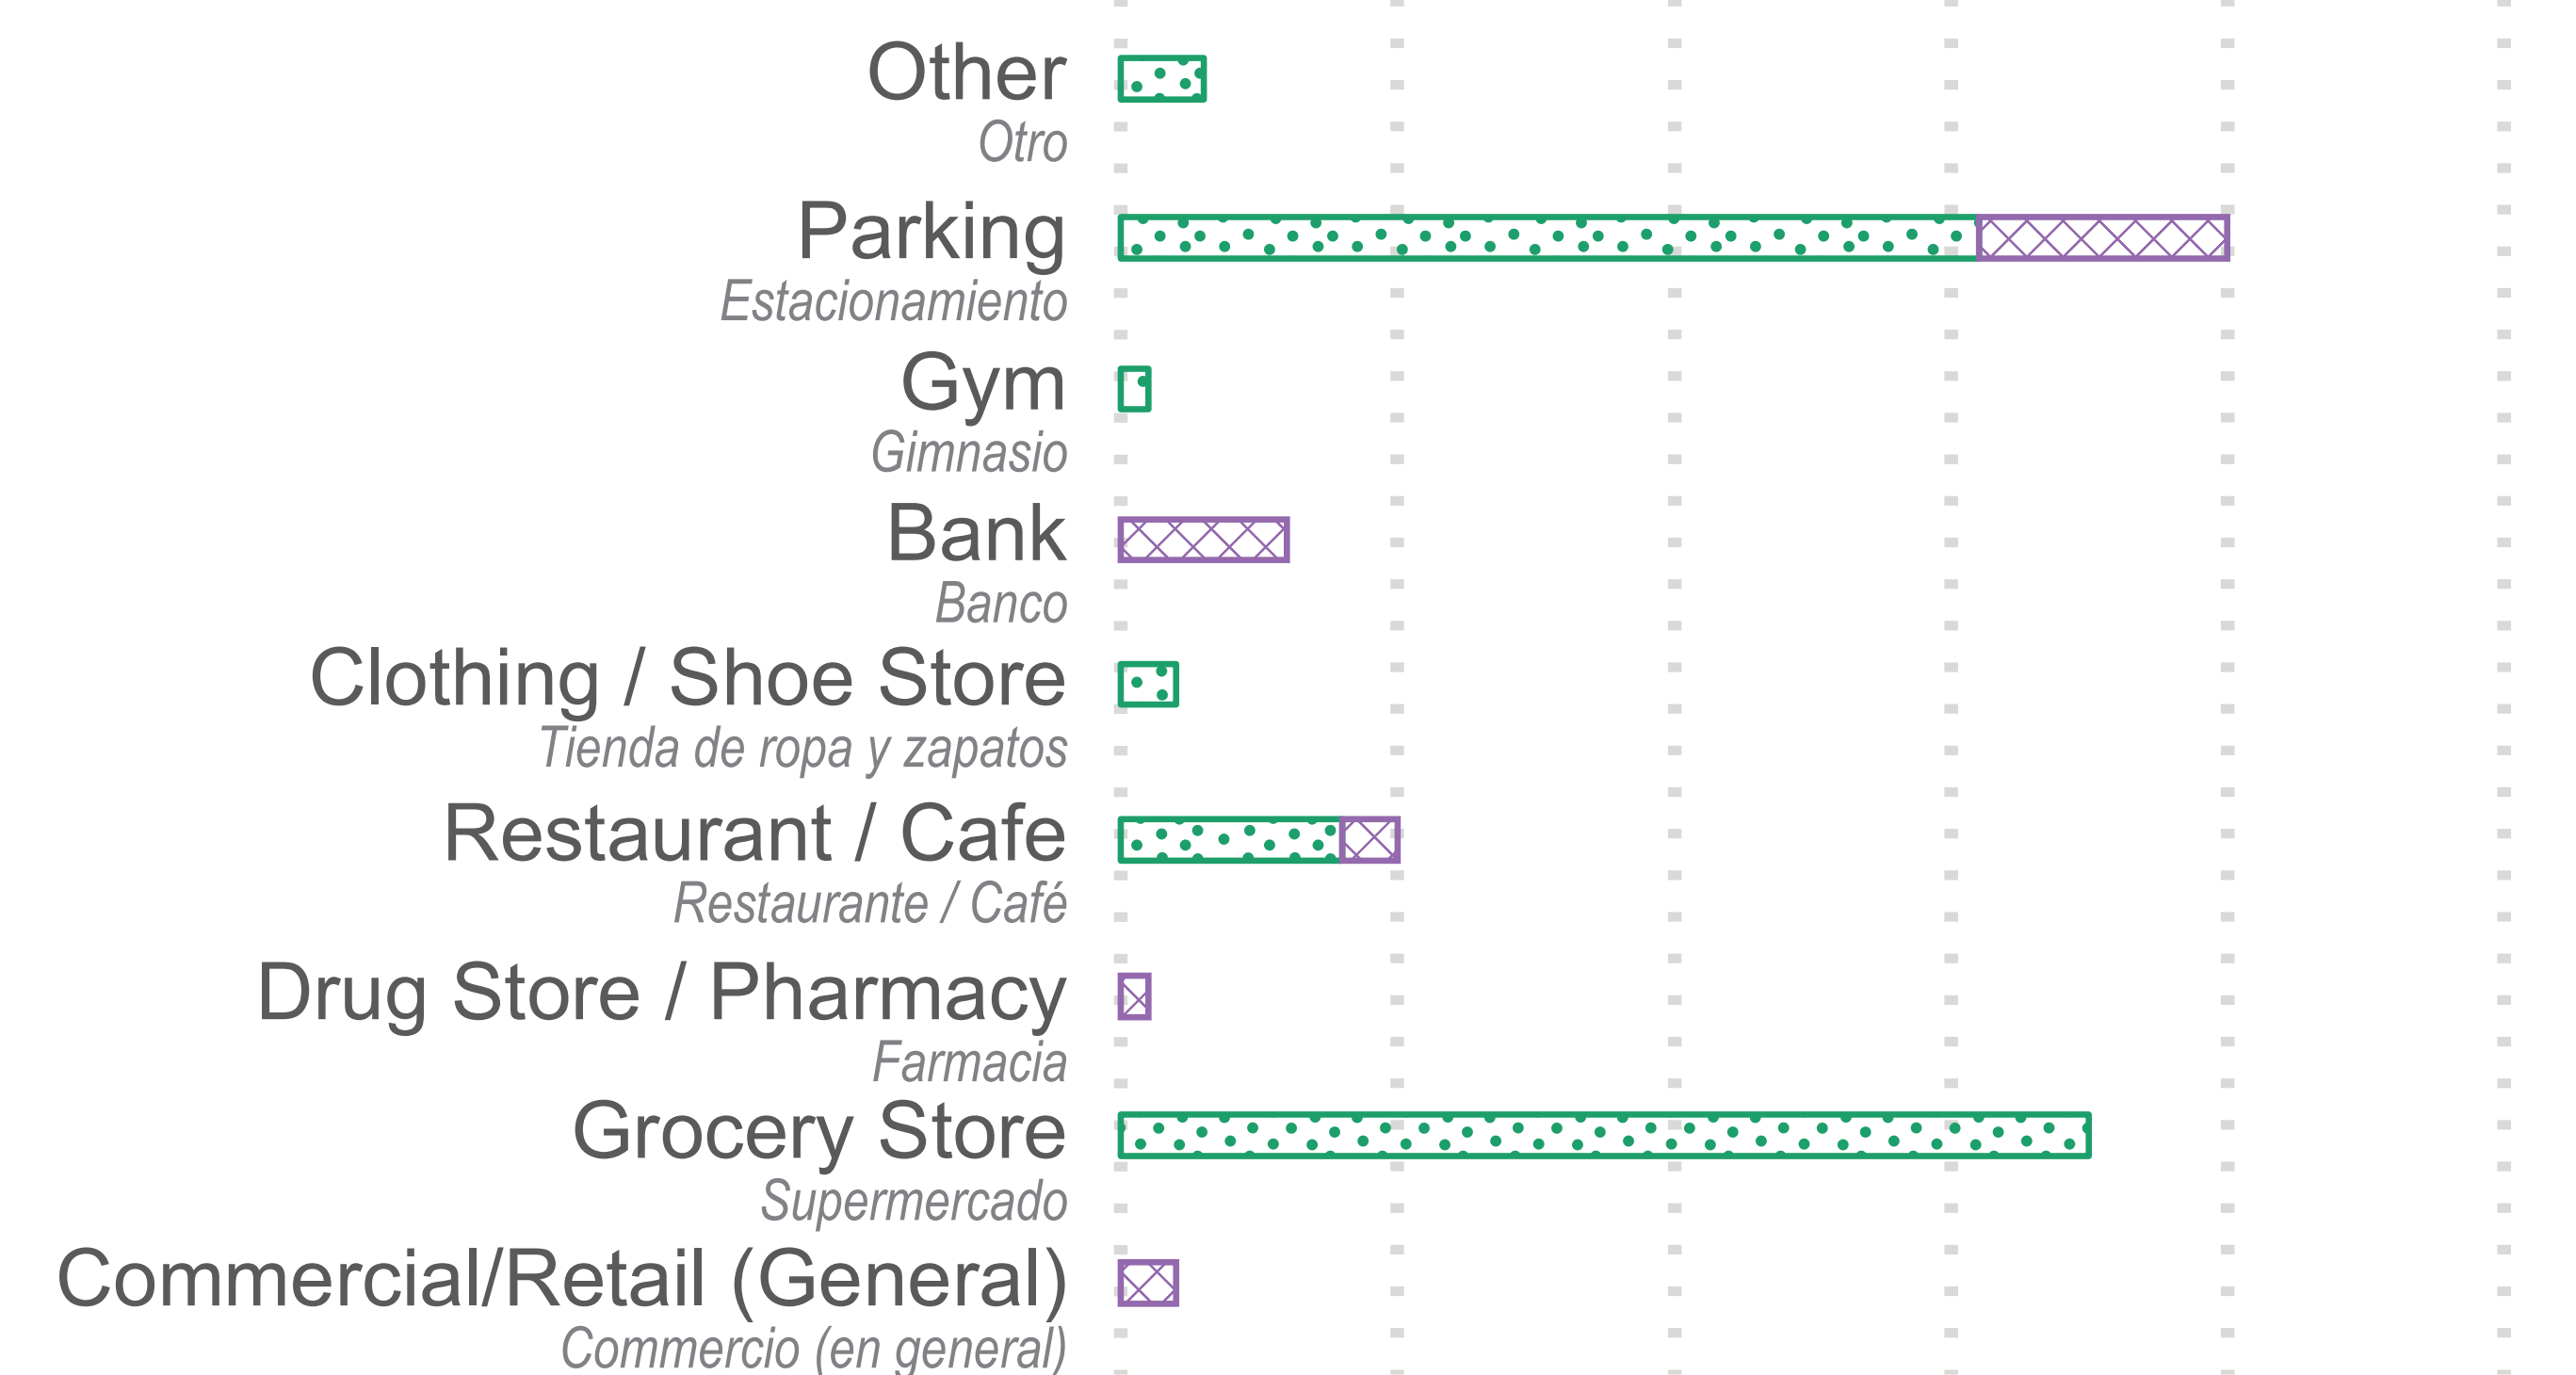 Other
Otro
Parking
Estacionamiento
Gym
Gimnasio
Bank
Banco
Clothing / Shoe Store
Tienda de ropa y zapatos
Restaurant / Cafe
Restaurante / Café
Drug Store / Pharmacy
Farmacia
Grocery Store
Supermercado
Commercial/Retail (General)
Commercio (en general)